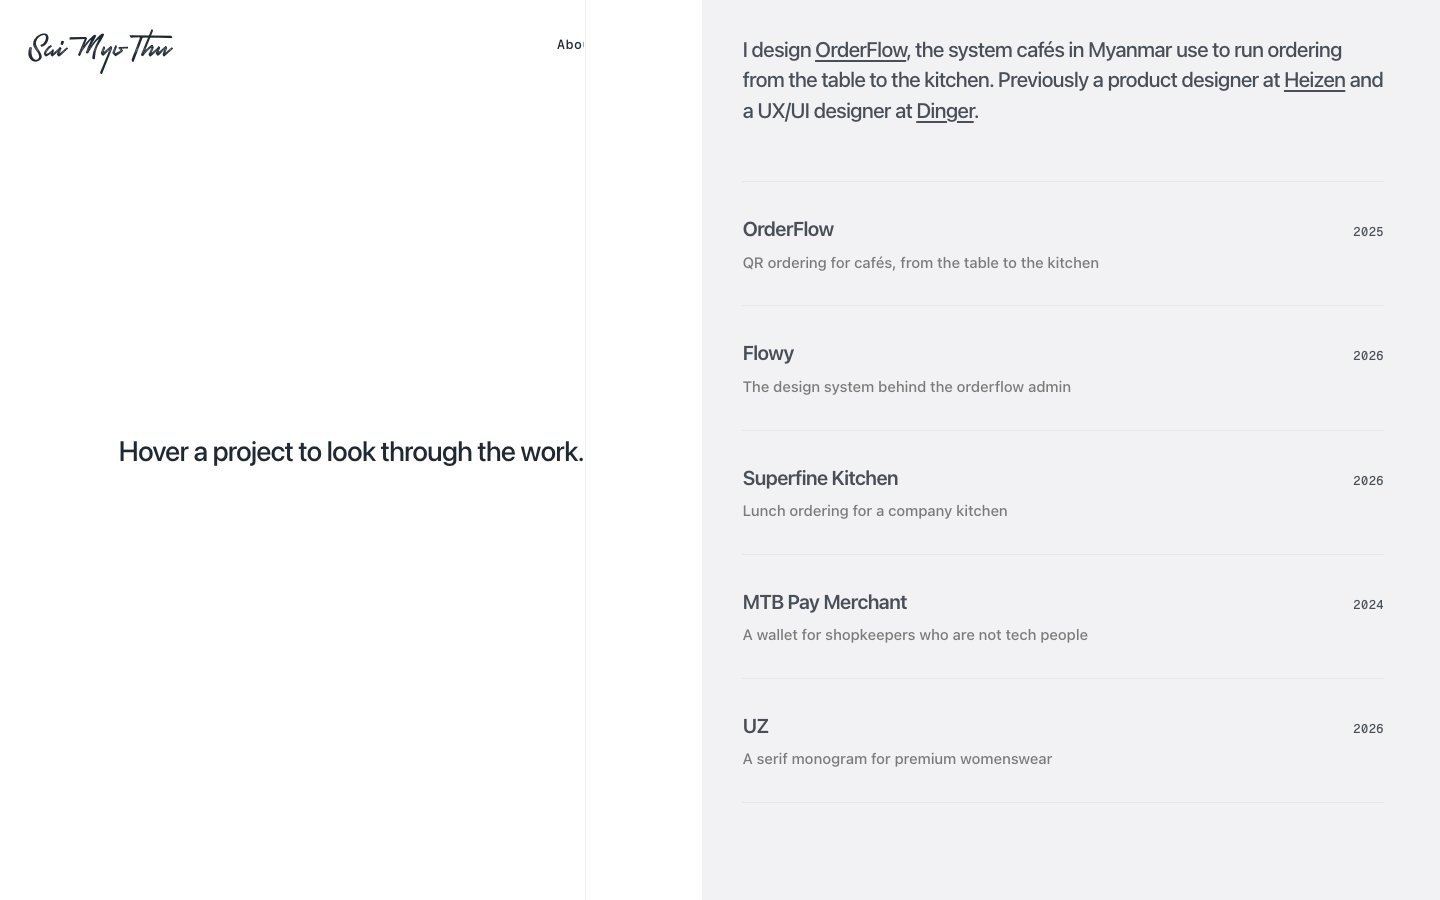 Sai Myo Thu
I design OrderFlow, the system cafés in Myanmar use to run ordering
from the table to the kitchen. Previously a product designer at Heizen and
a UX/UI designer at Dinger.
OrderFlow
2025
QR ordering for cafés, from the table to the kitchen
Flowy
2026
The design system behind the orderflow admin
Hover a project to look through the work.
Superfine Kitchen
2026
Lunch ordering for a company kitchen
MTB Pay Merchant
2024
A wallet for shopkeepers who are not tech people
UZ
2026
A serif monogram for premium womenswear